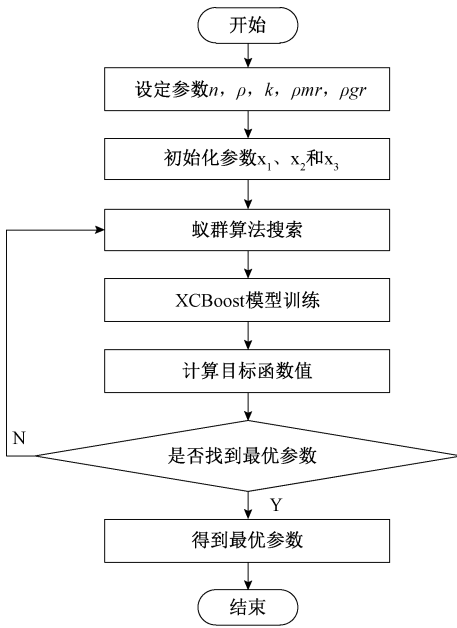 开始
设定参数n，ρ，k，ρmr，ρgr
初始化参数x₁、x₂和x₃
蚁群算法搜索
XCBoost模型训练
计算目标函数值
N
是否找到最优参数
Y
得到最优参数
结束